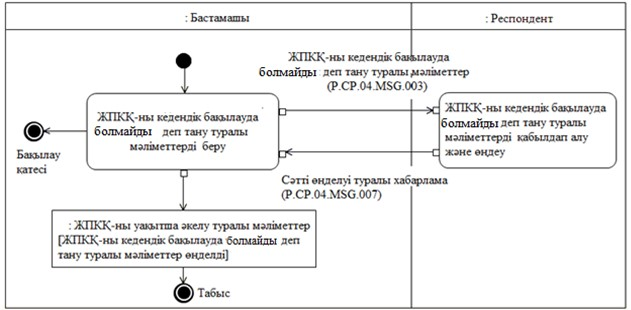 : Бастамашы
: Респондент
ЖПКҚ-ны кедендік бақылауда
болмайды деп тану туралы мәліметтер
(P.CP.04.MSG.003)
ЖПКҚ-ны кедендік бақылауда
болмайды деп тану туралы
мәліметтерді беру
ЖПКҚ-ны кедендік бақылауда
болмайды деп тану туралы
мәліметтерді кабылдап алу
және өңдеу
Бақылау
қатесі
Сәтті өңделуі туралы хабарлама
(P.CP.04.MSG.007)
: ЖПКҚ-ны уақытша әкелу туралы мәліметтер
[ЖПКҚ-ны кедендік бақылауда болмайды деп
тану туралы мәліметтер өңделді]
Табыс